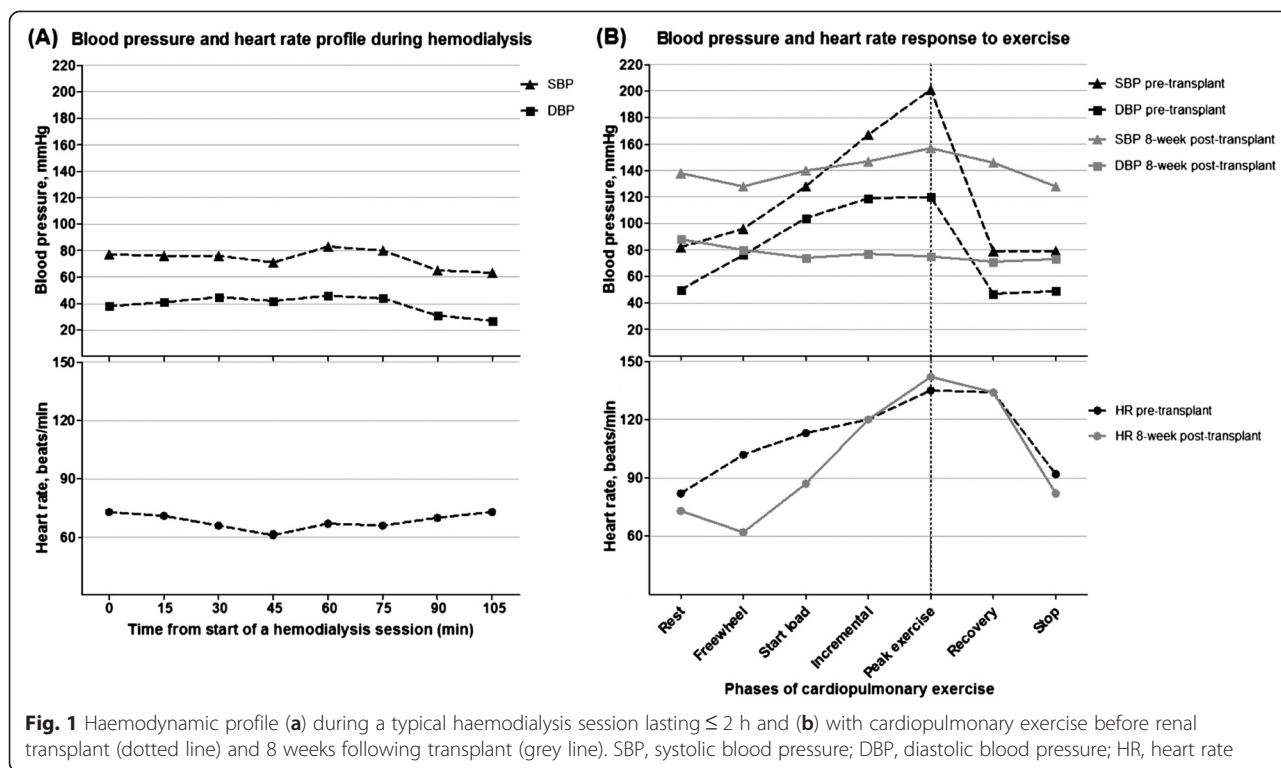 (A) Blood pressure and heart rate profile during hemodialysis
220
200
180
160
140
120
100
80
60
40
20
Blood pressure, mmHg
SBP
DBP
150
120
90
60
Heart rate, beats/min
0 15 30 45 60 75 90 105
Time from start of a hemodialysis session (min)
(B) Blood pressure and heart rate response to exercise
220
200
180
160
140
120
100
80
60
40
20
Blood pressure, mmHg
SBP pre-transplant
DBP pre-transplant
SBP 8-week post-transplant
DBP 8-week post-transplant
150
120
90
60
Heart rate, beats/min
HR pre-transplant
HR 8-week post-transplant
Rest Freewheel Start load Incremental Peak exercise Recovery Stop
Phases of cardiopulmonary exercise
Fig. 1 Haemodynamic profile (a) during a typical haemodialysis session lasting ≤ 2 h and (b) with cardiopulmonary exercise before renal
transplant (dotted line) and 8 weeks following transplant (grey line). SBP, systolic blood pressure; DBP, diastolic blood pressure; HR, heart rate